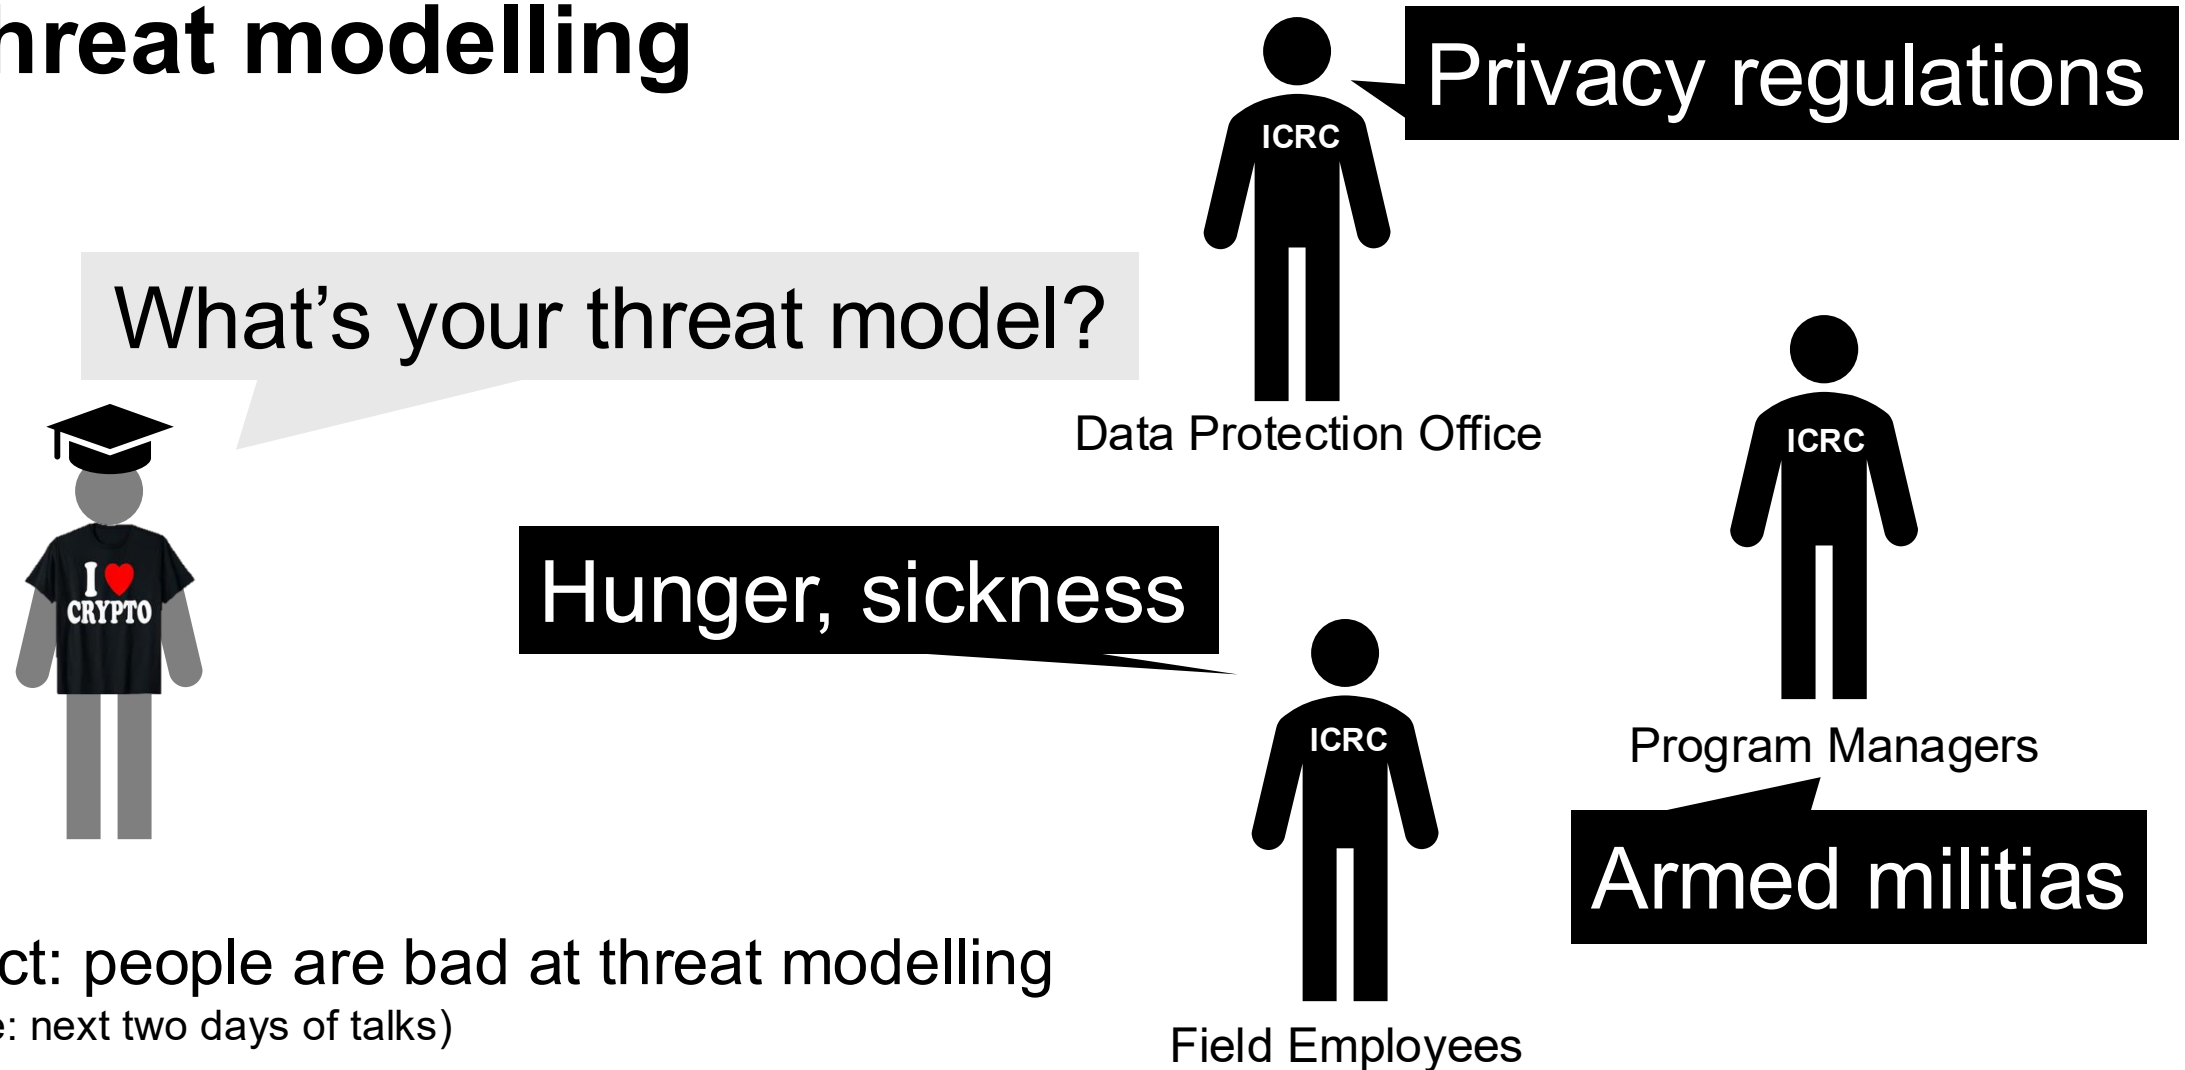 hreat modelling
Privacy regulations
ICRC
What's your threat model?
Data Protection Office
ICRC
I ❤
CRYPTO
Hunger, sickness
ICRC
Program Managers
Armed militias
ct: people are bad at threat modelling
e: next two days of talks)
Field Employees